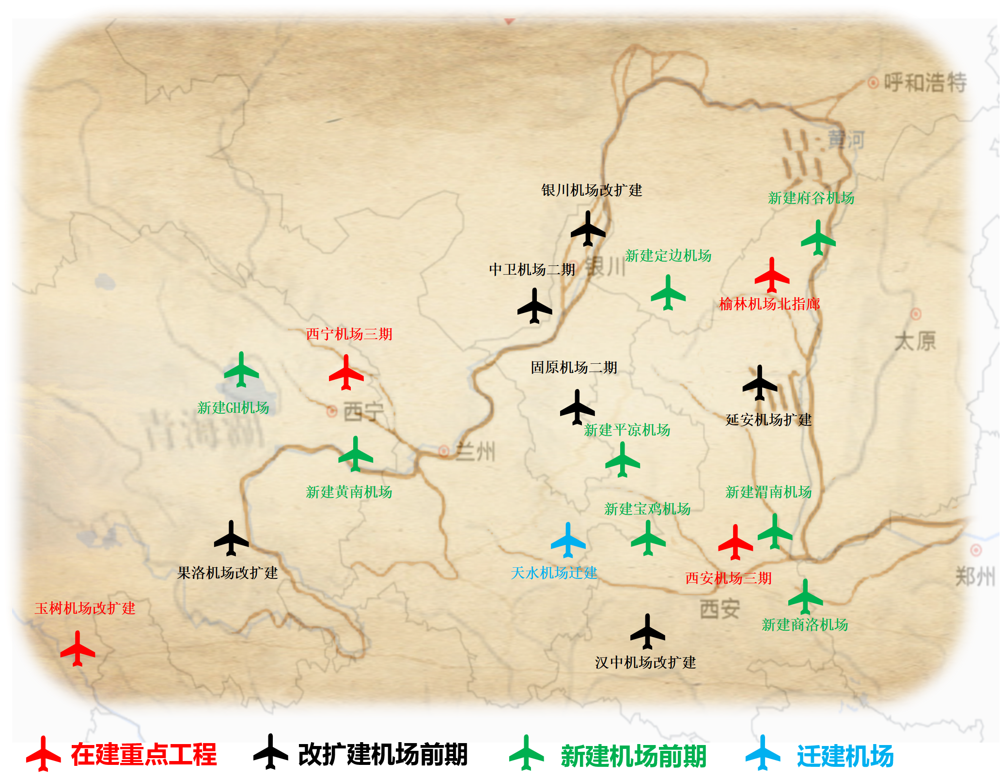 呼和浩特
黄河
银川机场改扩建
新建府谷机场
新建定边机场
中卫机场二期
银川
榆林机场北指廊
西宁机场三期
太原
固原机场二期
新建GH机场
西宁
延安机场扩建
青海湖
新建平凉机场
兰州
新建黄南机场
新建渭南机场
新建宝鸡机场
果洛机场改扩建
天水机场迁建
西安机场三期
郑州
玉树机场改扩建
西安
新建商洛机场
汉中机场改扩建
在建重点工程
改扩建机场前期
新建机场前期
迁建机场